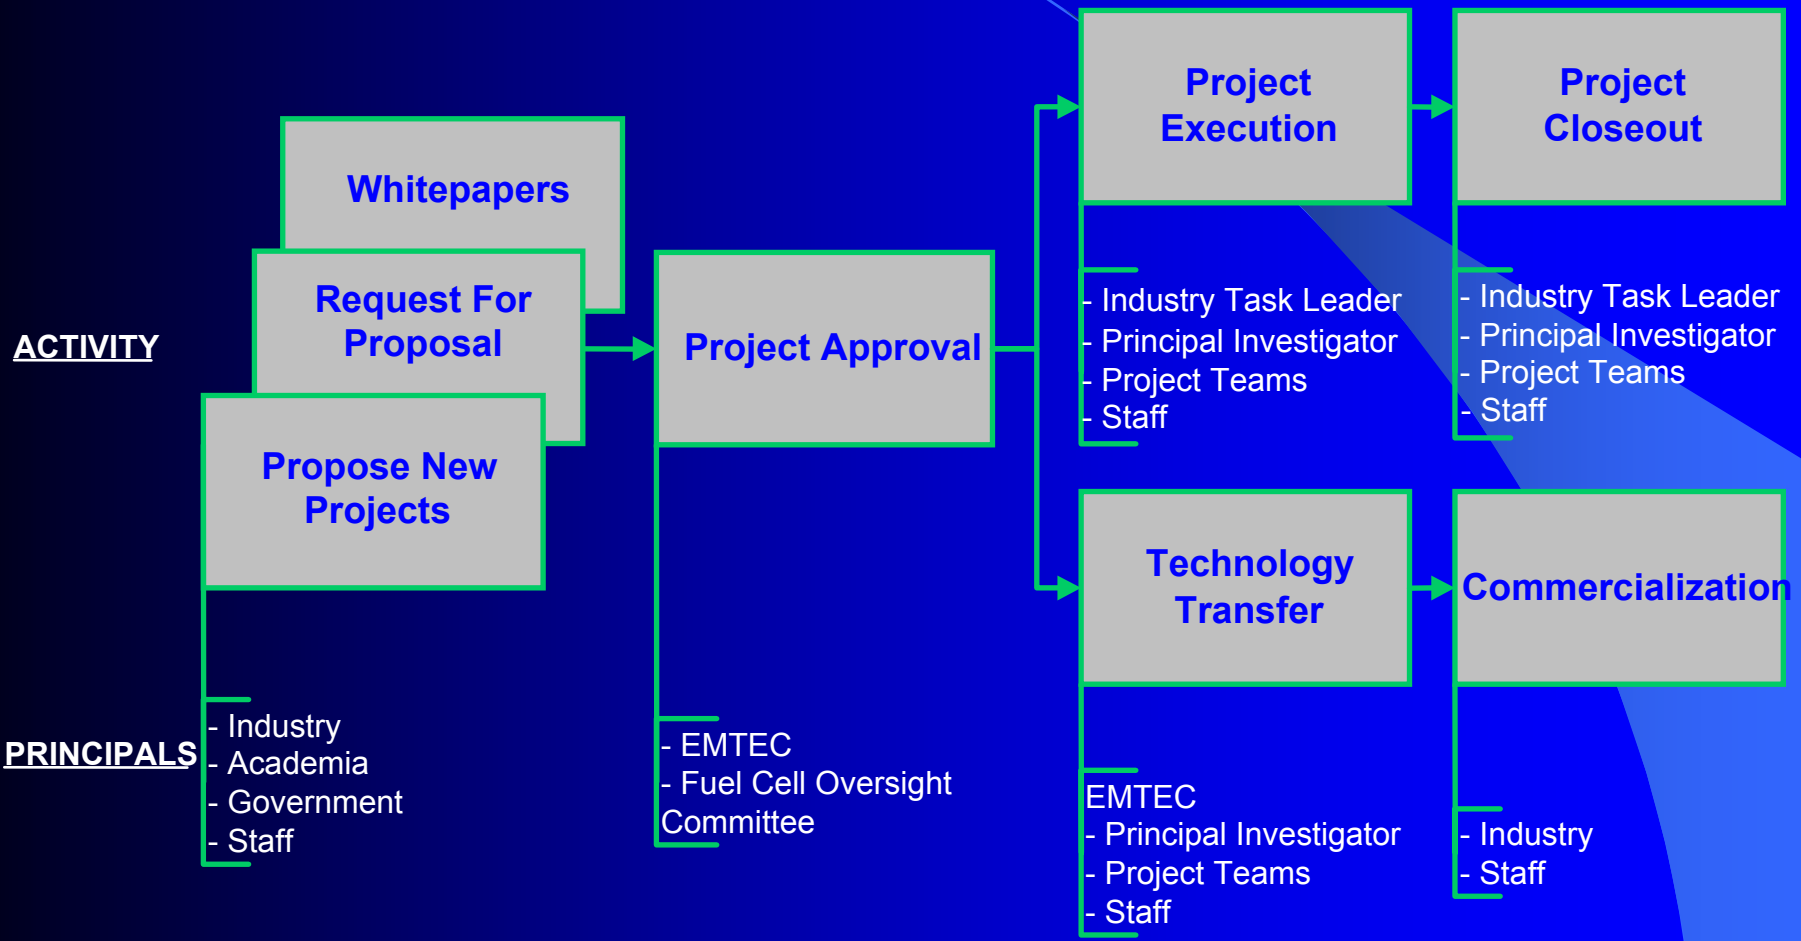 Whitepapers
Request For
Proposal
Propose New
Projects
Project Approval
Project
Execution
Project
Closeout
- Industry Task Leader
- Principal Investigator
- Project Teams
- Staff
- Industry Task Leader
- Principal Investigator
- Project Teams
- Staff
ACTIVITY
Technology
Transfer
Commercialization
PRINCIPALS
- Industry
- Academia
- Government
- Staff
- EMTEC
- Fuel Cell Oversight
Committee
EMTEC
- Principal Investigator
- Project Teams
- Staff
- Industry
- Staff